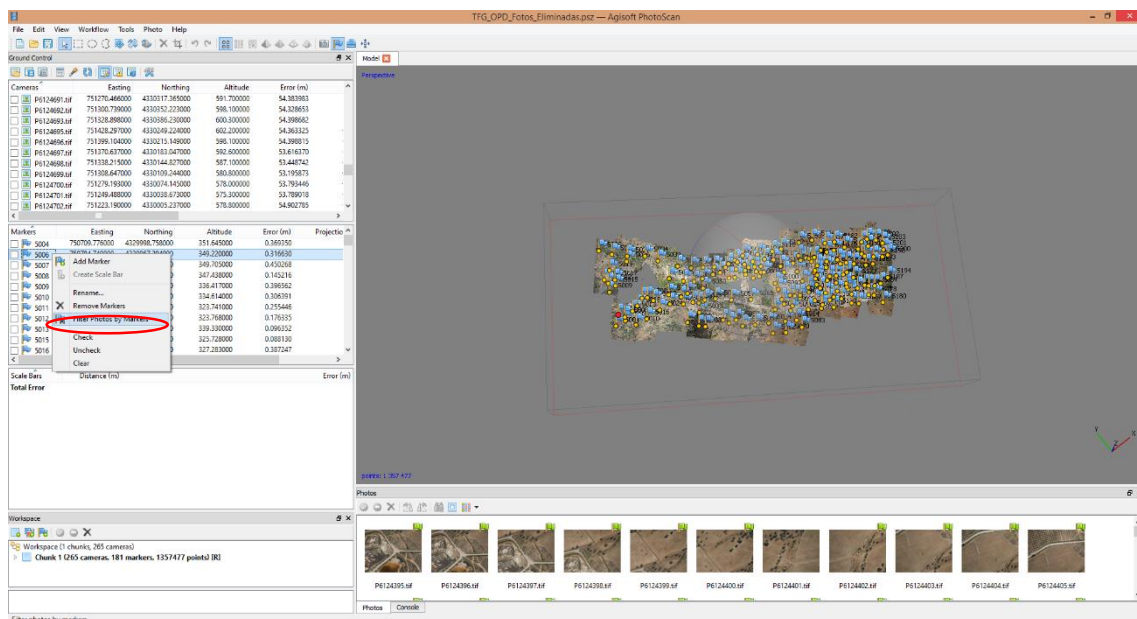 TFG_OPD_Fotos_Eliminadas.psz — Agisoft PhotoScan
File Edit View Workflow Tools Photo Help
Ground Control
Model
Perspective
Cameras Easting Northing Altitude Error (m)
P6124691.tif 751270.466000 4330317.365000 591.700000 54.383983
P6124692.tif 751300.739000 4330352.223000 598.100000 54.328653
P6124693.tif 751328.898000 4330386.230000 600.300000 54.398682
P6124695.tif 751428.297000 4330249.224000 602.200000 54.363325
P6124696.tif 751399.104000 4330215.149000 598.100000 54.398815
P6124697.tif 751370.637000 4330183.047000 592.600000 53.616370
P6124698.tif 751338.215000 4330144.827000 587.100000 53.448742
P6124699.tif 751308.647000 4330109.244000 580.800000 53.195873
P6124700.tif 751279.193000 4330074.145000 578.000000 53.793446
P6124701.tif 751249.488000 4330038.673000 575.300000 53.789018
P6124702.tif 751223.190000 4330005.237000 578.800000 54.902785
Markers Easting Northing Altitude Error (m) Projectio
5004 750709.776000 4329998.758000 351.645000 0.369350
5006 349.220000 0.316630
5007 349.705000 0.450268
5008 347.438000 0.145216
5009 336.417000 0.396562
5010 334.614000 0.306391
5011 323.741000 0.255446
5012 323.768000 0.176335
5013 339.330000 0.096352
5015 325.728000 0.088130
5016 327.283000 0.387247
Add Marker
Create Scale Bar
Rename...
Remove Markers
Filter Photos by Markers
Check
Uncheck
Clear
Scale Bars Distance (m) Error (m)
Total Error
points: 1.357.477
Y
X
Z
Workspace
Workspace (1 chunks, 265 cameras)
Chunk 1 (265 cameras, 181 markers, 1357477 points) [R]
Photos
P6124395.tif P6124396.tif P6124397.tif P6124398.tif P6124399.tif P6124400.tif P6124401.tif P6124402.tif P6124403.tif P6124404.tif P6124405.tif
Photos Console
Filter photos by markers